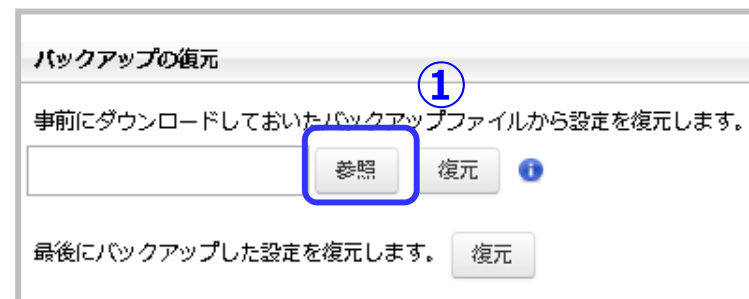 バックアップの復元
①
事前にダウンロードしておいたバックアップファイルから設定を復元します。
参照 復元
最後にバックアップした設定を復元します。 復元